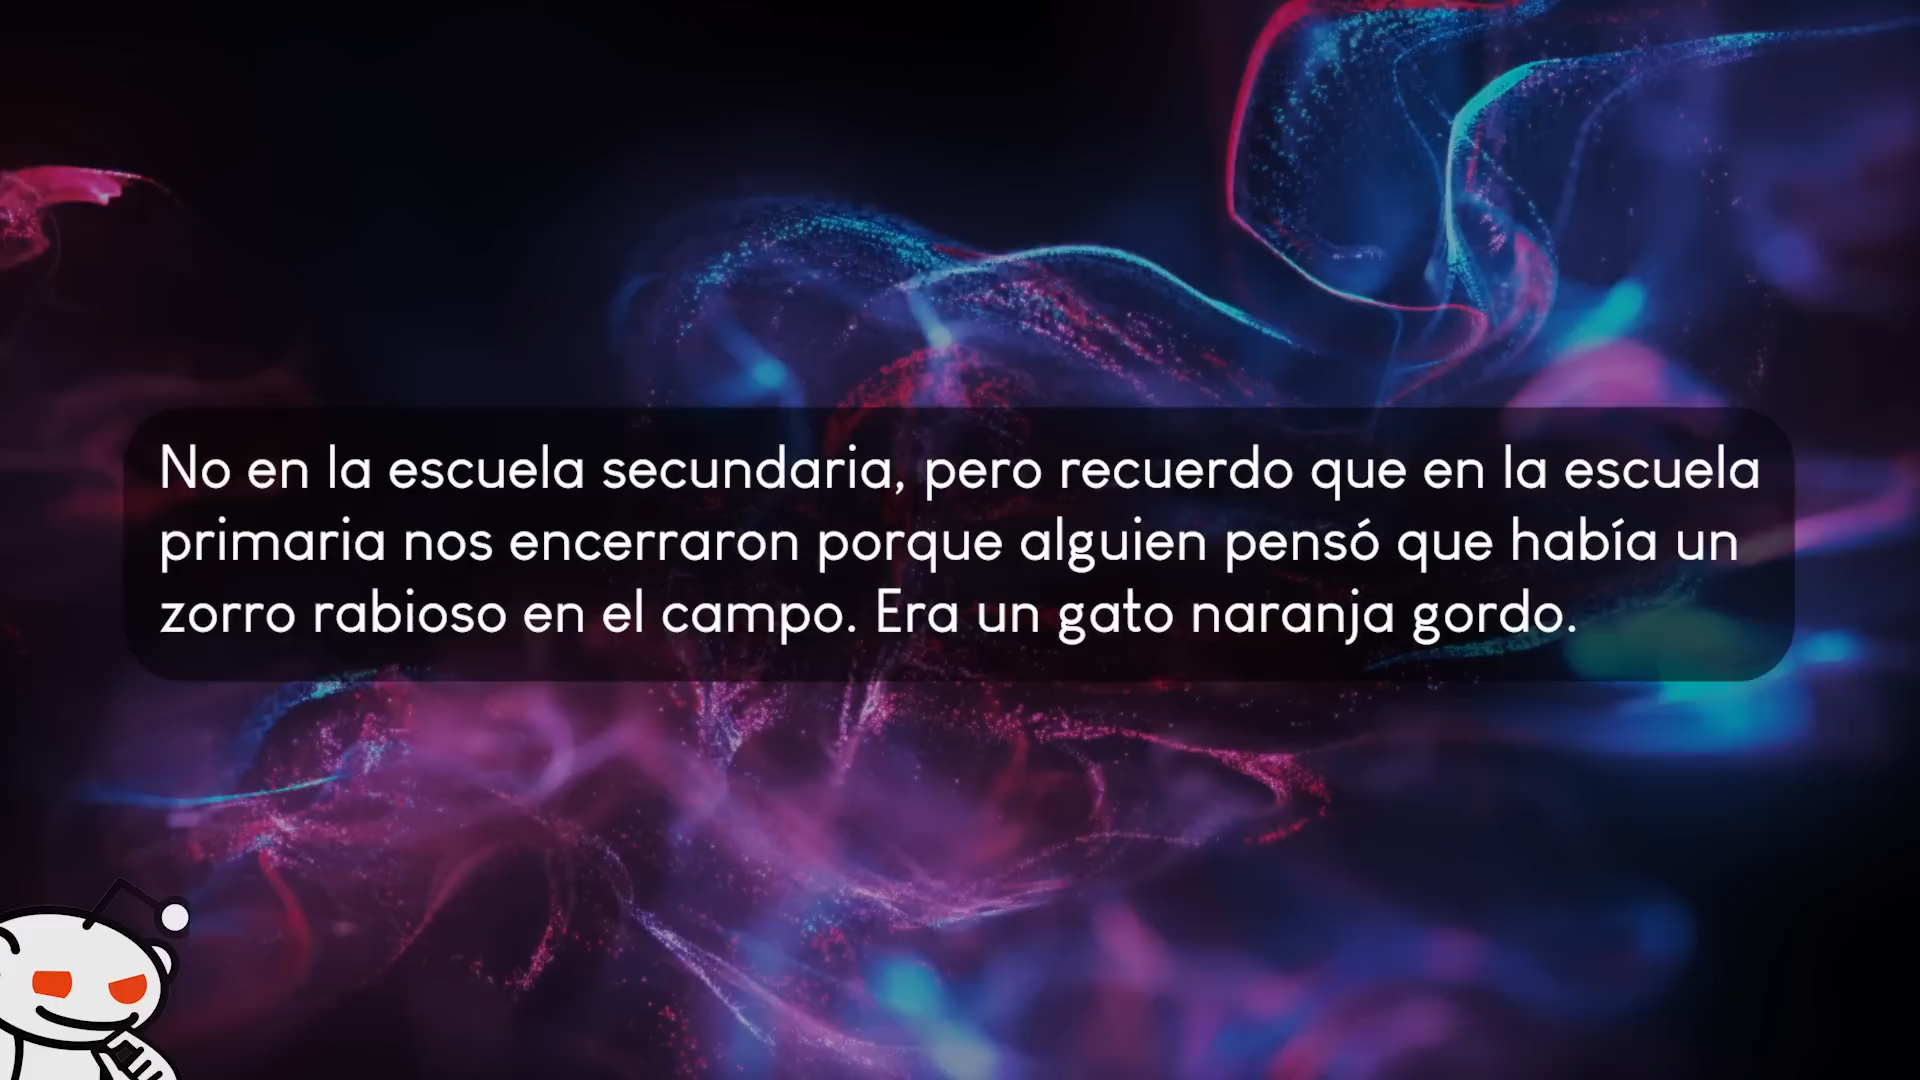 No en la escuela secundaria, pero recuerdo que en la escuela
primaria nos encerraron porque alguien pensó que había un
zorro rabioso en el campo. Era un gato naranja gordo.